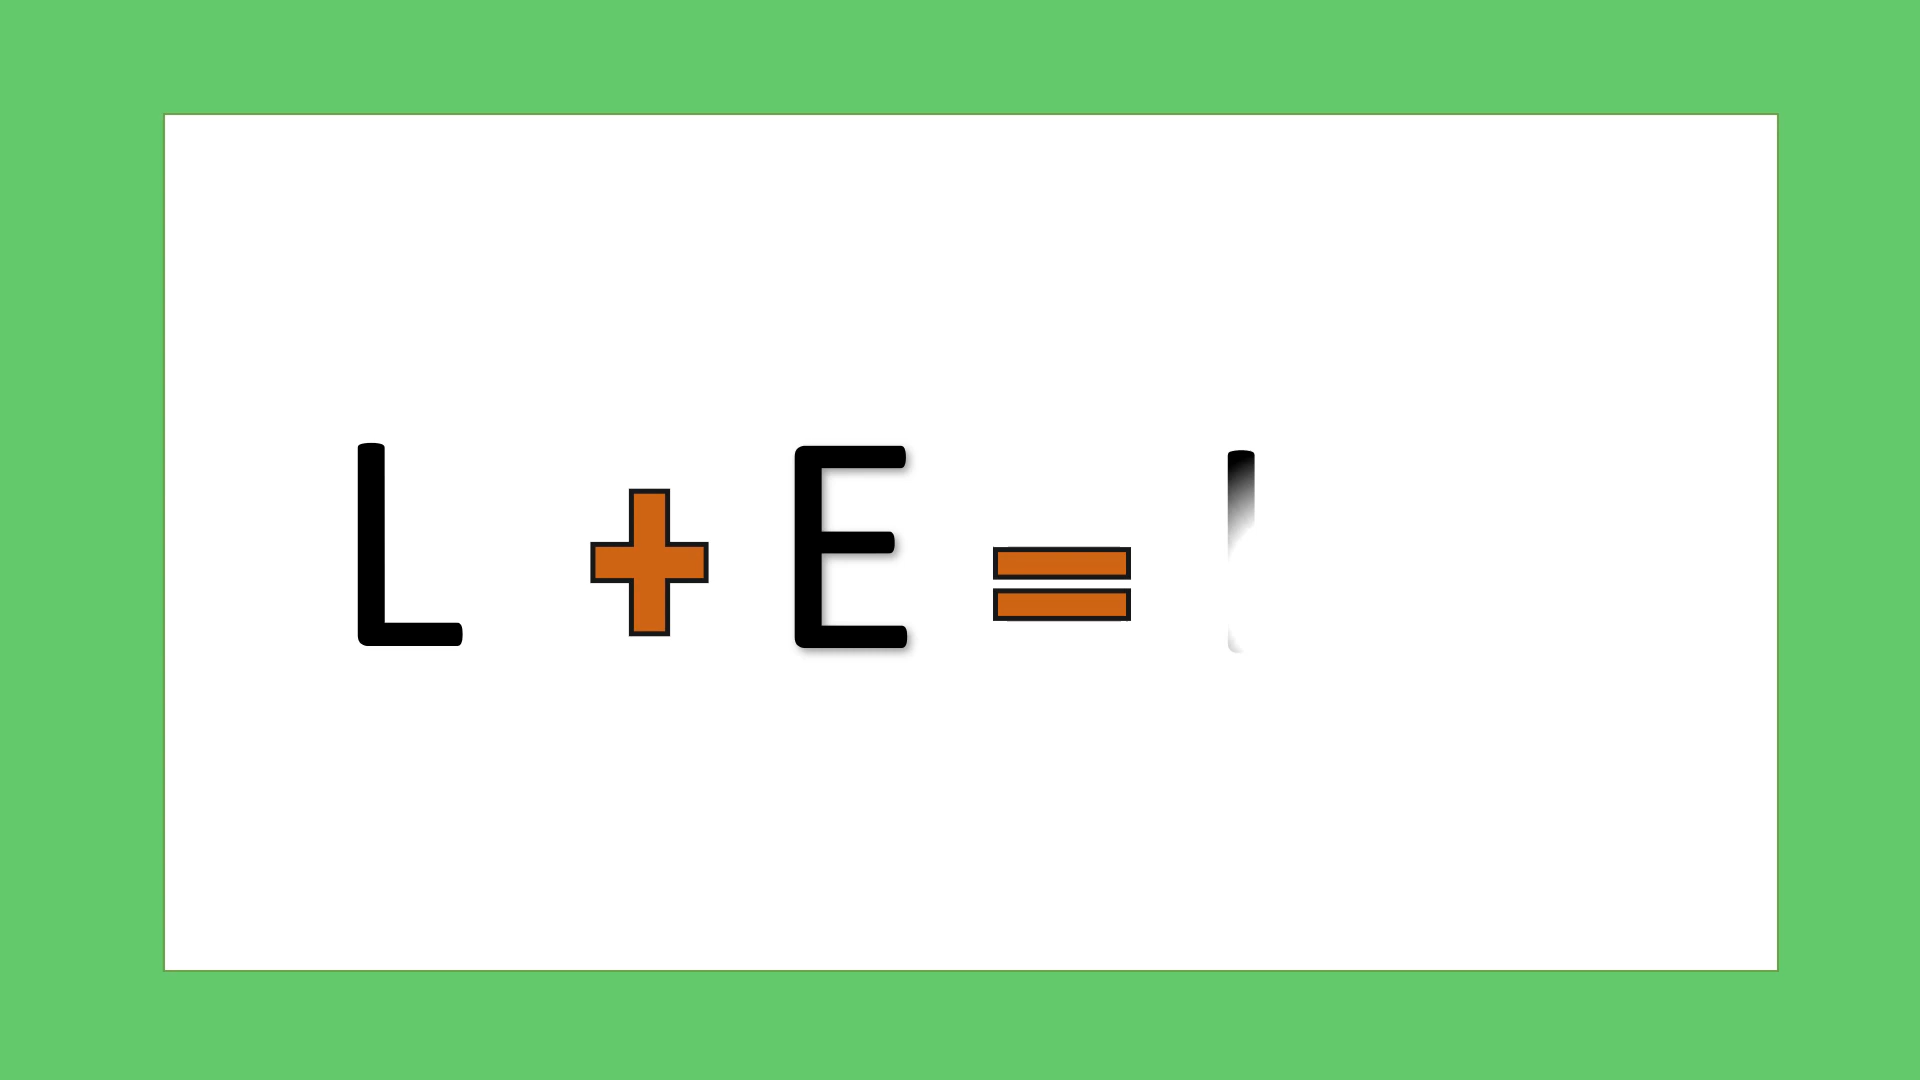 L + E =